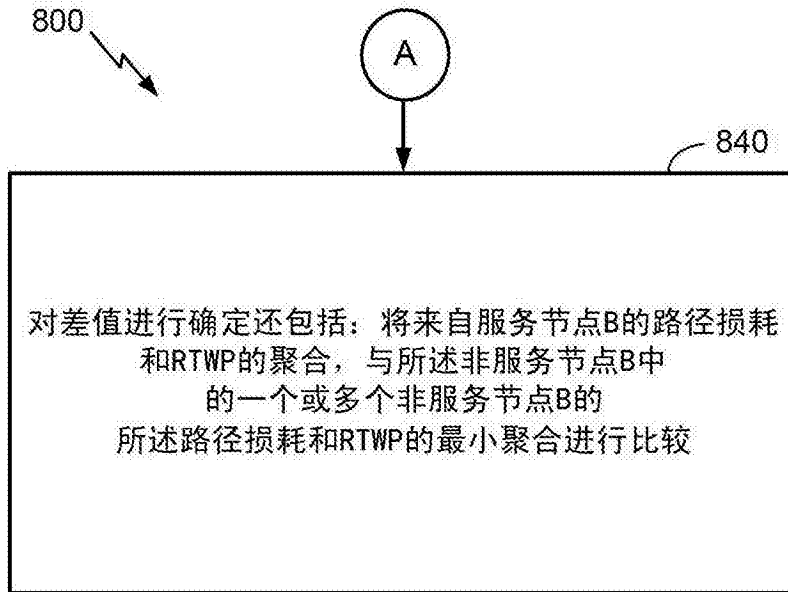 800
A
840
对差值进行确定还包括：将来自服务节点B的路径损耗
和RTWP的聚合，与所述非服务节点B中
的一个或多个非服务节点B的
所述路径损耗和RTWP的最小聚合进行比较